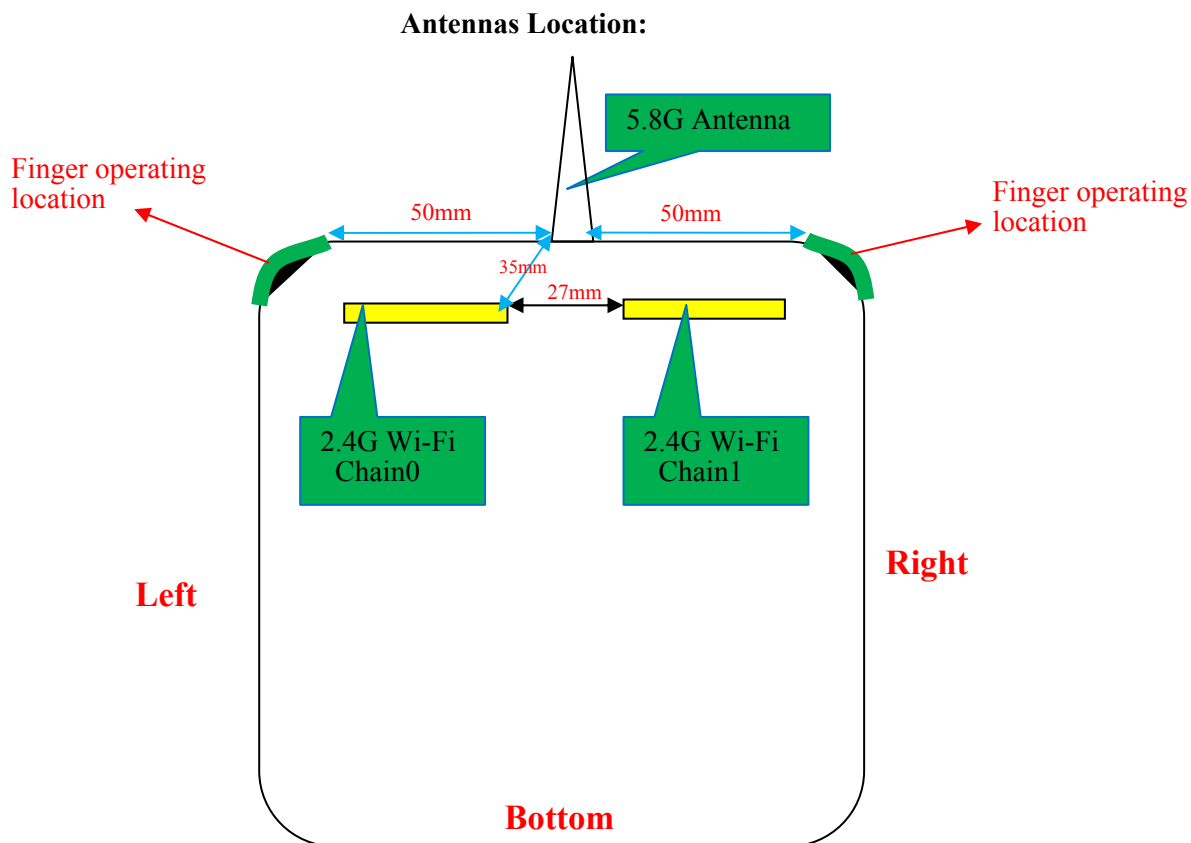 Antennas Location:
5.8G Antenna
Finger operating
location
Finger operating
location
50mm
50mm
35mm
27mm
2.4G Wi-Fi
Chain0
2.4G Wi-Fi
Chain1
Right
Left
Bottom